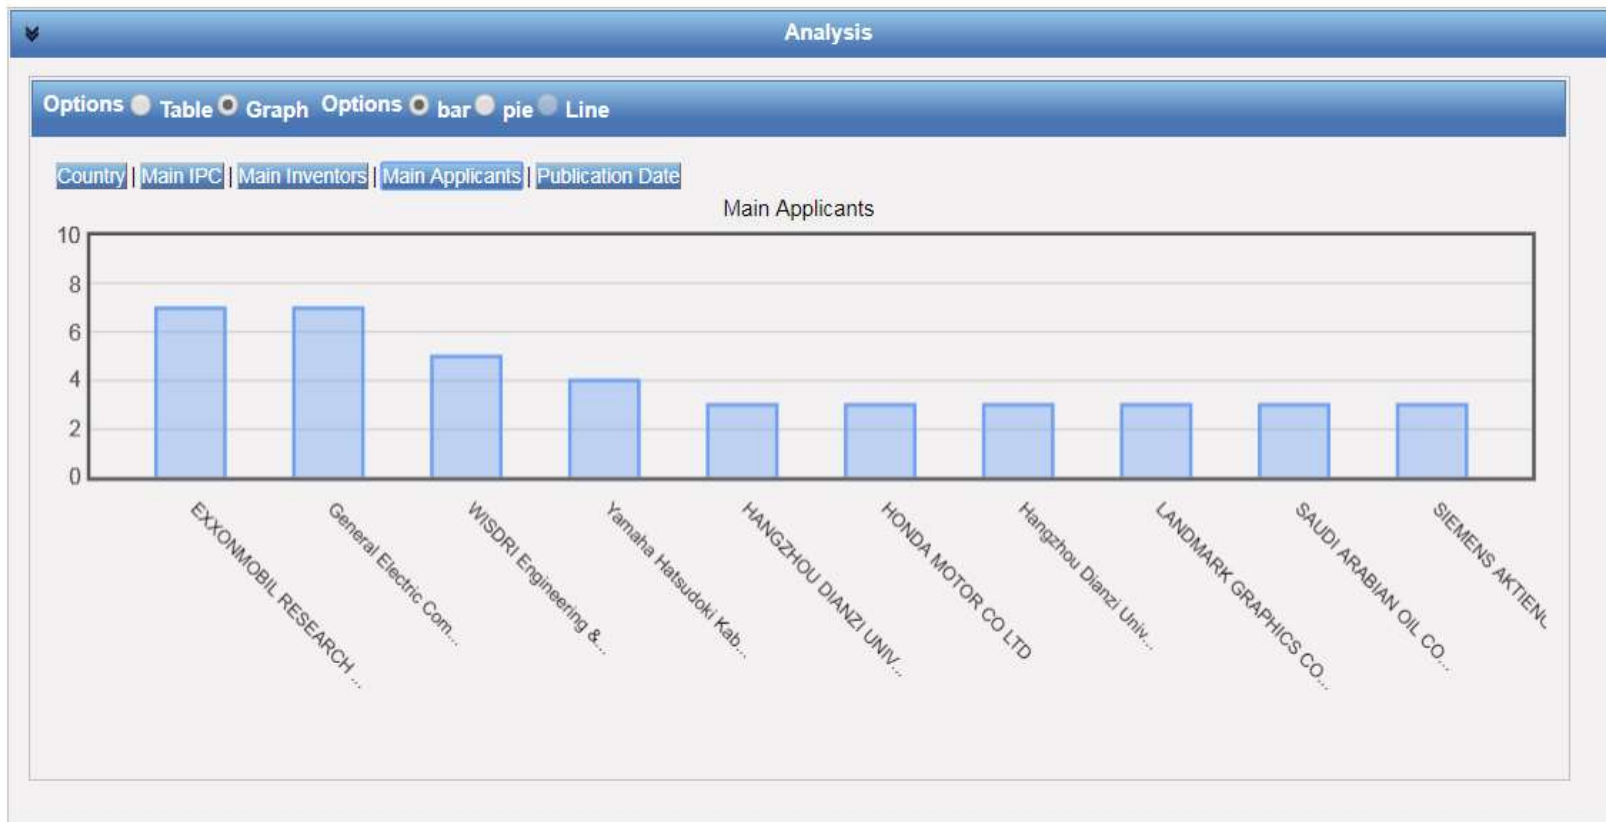 Analysis
Options Table Graph Options bar pie Line
Country | Main IPC | Main Inventors | Main Applicants | Publication Date
Main Applicants
10
8
6
4
2
0
EXXONMOBIL RESEARCH ...
General Electric Com...
WISDRI Engineering &...
Yamaha Hatsudoki Kab...
HANGZHOU DIANZI UNIV...
HONDA MOTOR CO LTD
Hangzhou Dianzi Univ...
LANDMARK GRAPHICS CO...
SAUDI ARABIAN OIL CO...
SIEMENS AKTIEN